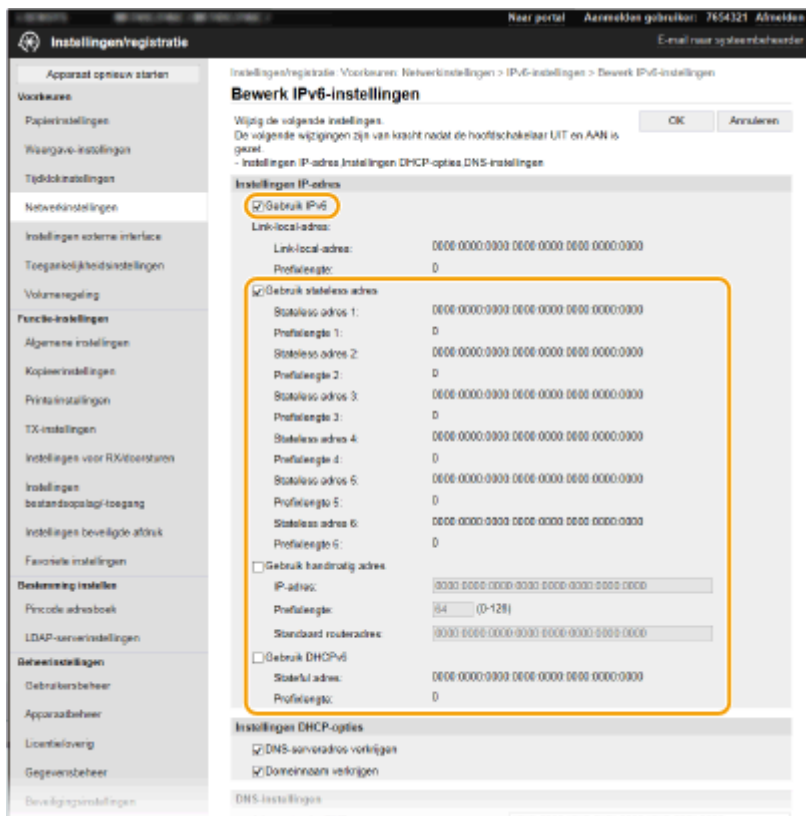 Naar portal Aanmelden gebruiker: 7654321 Afmelden
Instellingen/registratie
E-mail naar systeembeheerder
Apparaat opnieuw starten
Voorkeuren
Papierinstellingen
Weergave-instellingen
Tijdklokinstellingen
Netwerkinstellingen
Instellingen externe interface
Toegankelijkheidsinstellingen
Volumeregeling
Functie-instellingen
Algemene instellingen
Kopieerinstellingen
Printerinstallingen
TX-instellingen
Instellingen voor RX/doorsturen
Instellingen
bestandsopslag/-toegang
Instellingen beveiligde afdruk
Favoriete instellingen
Bestemming instellen
Pincode adresboek
LDAP-serverinstellingen
Beheerinstellingen
Gebruikersbeheer
Apparaatbeheer
Licentie/overig
Gegevensbeheer
Beveiligingsinstellingen
Instellingen/registratie: Voorkeuren: Netwerkinstellingen > IPv6-instellingen > Bewerk IPv6-instellingen
Bewerk IPv6-instellingen
Wijzig de volgende instellingen.
De volgende wijzigingen zijn van kracht nadat de hoofdschakelaar UIT en AAN is
gezet.
- Instellingen IP-adres,Instellingen DHCP-opties,DNS-instellingen
OK Annuleren
Instellingen IP-adres
Gebruik IPv6
Link-local-adres:
Link-local-adres: 0000:0000:0000:0000:0000:0000:0000
Prefixlengte: 0
Gebruik stateless adres
Stateless adres 1: 0000:0000:0000:0000:0000:0000:0000
Prefixlengte 1: 0
Stateless adres 2: 0000:0000:0000:0000:0000:0000:0000
Prefixlengte 2: 0
Stateless adres 3: 0000:0000:0000:0000:0000:0000:0000
Prefixlengte 3: 0
Stateless adres 4: 0000:0000:0000:0000:0000:0000:0000
Prefixlengte 4: 0
Stateless adres 5: 0000:0000:0000:0000:0000:0000:0000
Prefixlengte 5: 0
Stateless adres 6: 0000:0000:0000:0000:0000:0000:0000
Prefixlengte 6: 0
Gebruik handmatig adres
IP-adres: 0000:0000:0000:0000:0000:0000:0000
Prefixlengte: 64 (0-128)
Standaard routeradres: 0000:0000:0000:0000:0000:0000:0000
Gebruik DHCPv6
Stateful adres: 0000:0000:0000:0000:0000:0000:0000
Prefixlengte: 0
Instellingen DHCP-opties
DNS-serveradres verkrijgen
Domeinnaam verkrijgen
DNS-instellingen